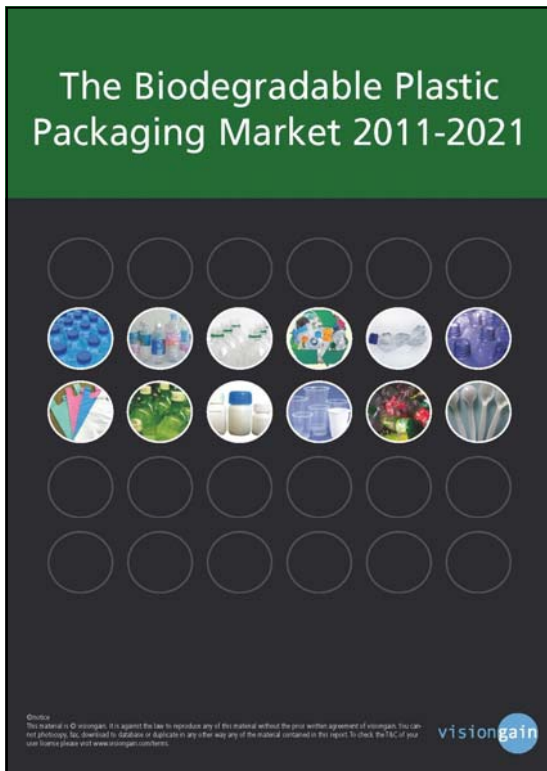 The Biodegradable Plastic
Packaging Market 2011-2021
©notice
This material is © visiongain. It is against the law to reproduce any of this material without the prior written agreement of visiongain. You can-
not photocopy, fax, download to database or duplicate in any other way any of the material contained in this report. To check the T&C of your
user license please visit www.visiongain.com/terms.
visiongain